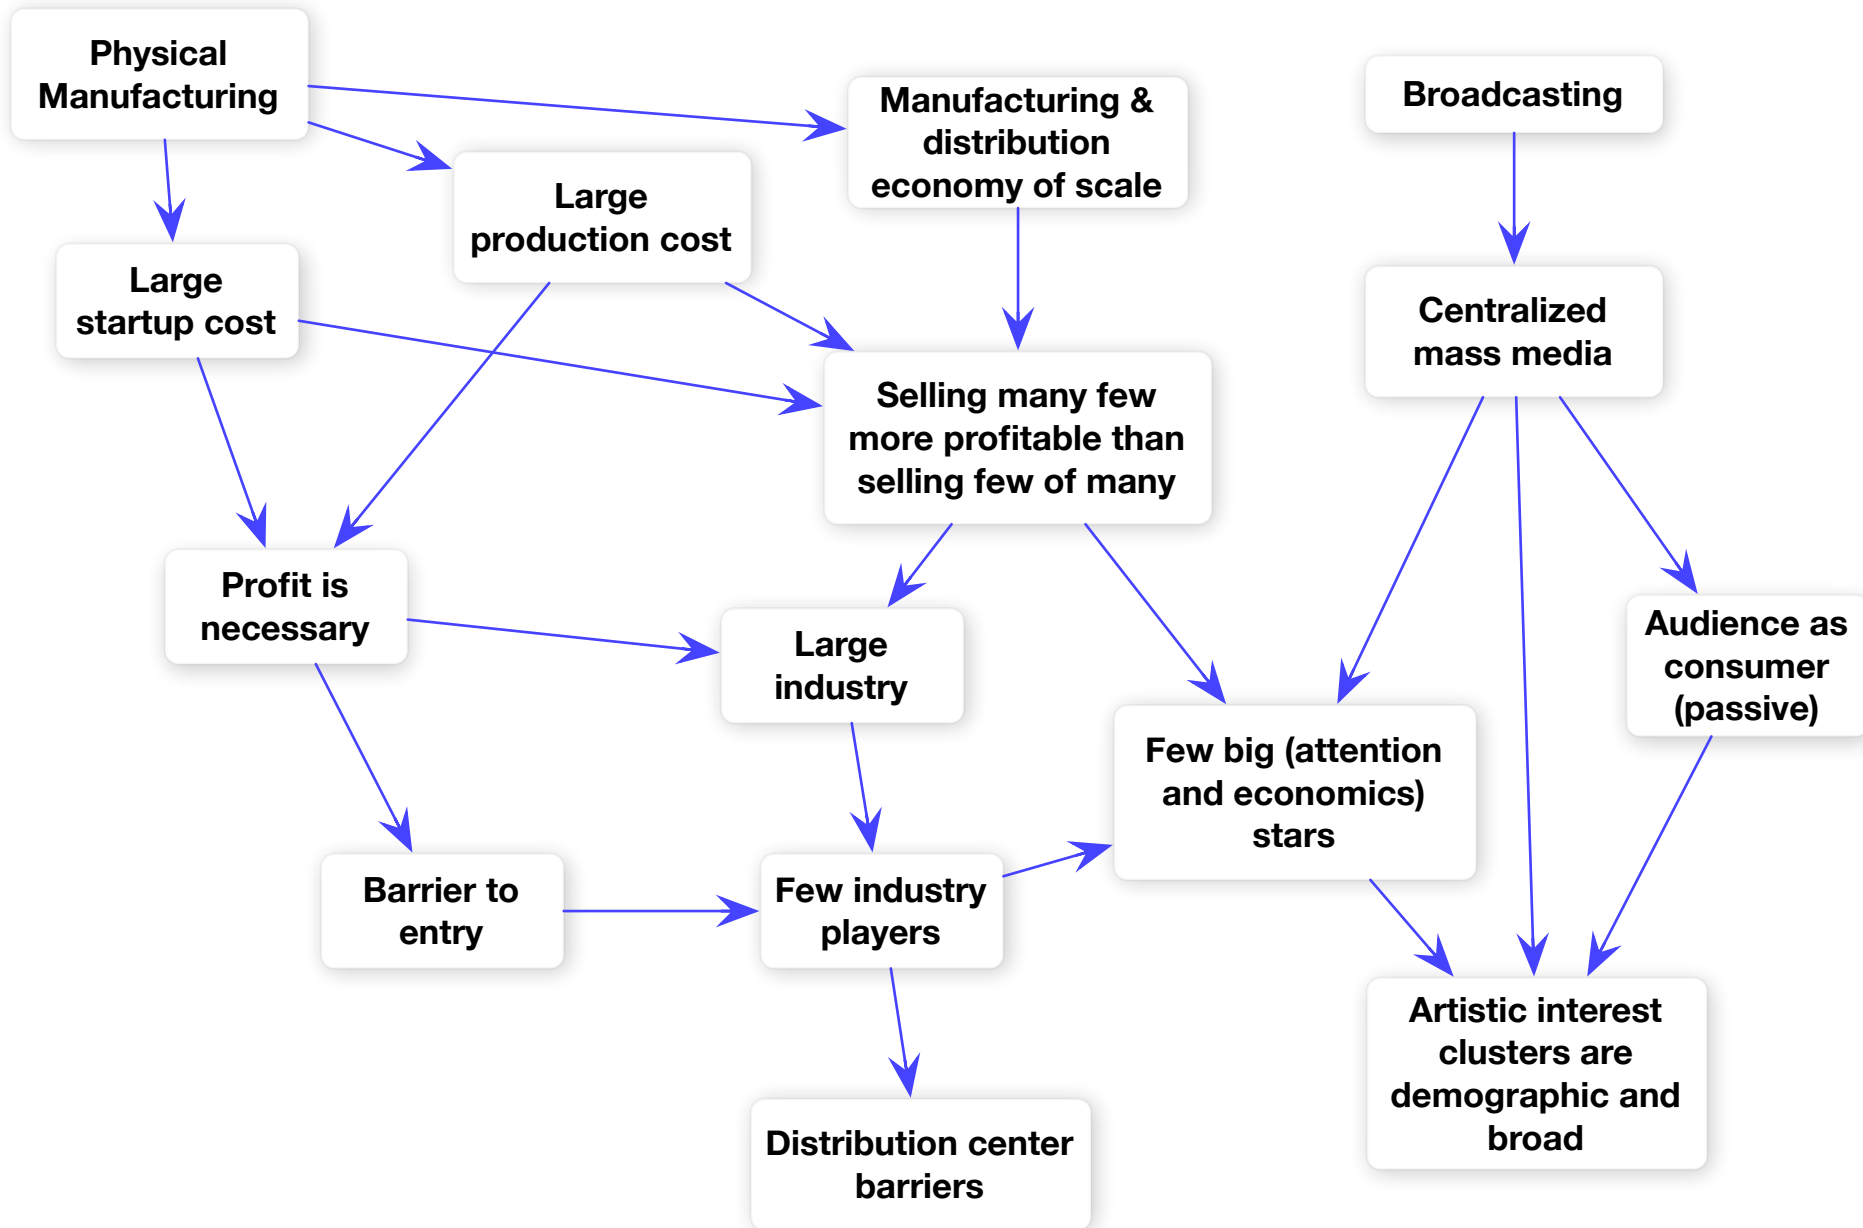 Physical
Manufacturing
Manufacturing &
distribution
economy of scale
Broadcasting
Large
production cost
Large
startup cost
Centralized
mass media
Selling many few
more profitable than
selling few of many
Profit is
necessary
Large
industry
Audience as
consumer
(passive)
Few big (attention
and economics)
stars
Barrier to
entry
Few industry
players
Artistic interest
clusters are
demographic and
broad
Distribution center
barriers